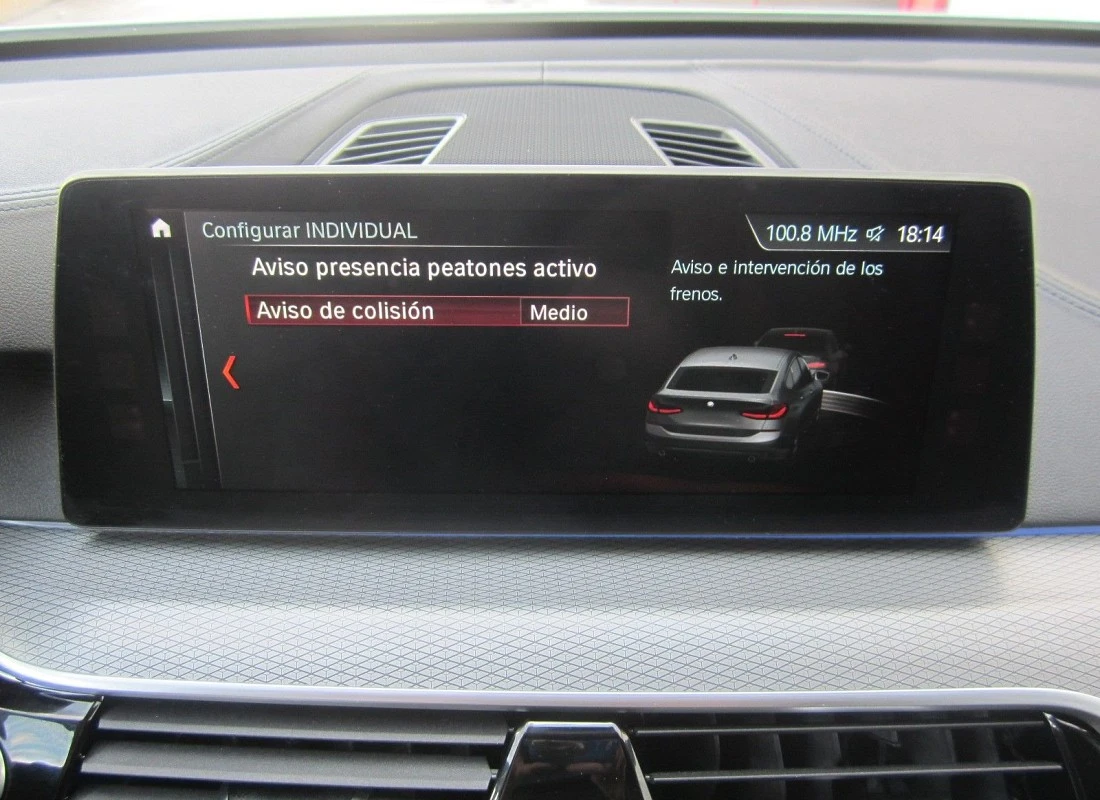 Configurar INDIVIDUAL
100.8 MHz 18:14
Aviso presencia peatones activo
Aviso de colisión Medio
Aviso e intervención de los
frenos.